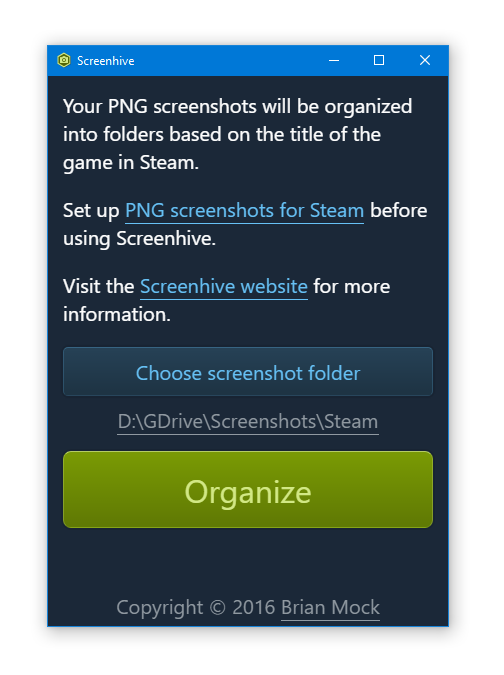 Screenhive
Your PNG screenshots will be organized
into folders based on the title of the
game in Steam.
Set up PNG screenshots for Steam before
using Screenhive.
Visit the Screenhive website for more
information.
Choose screenshot folder
D:\GDrive\Screenshots\Steam
Organize
Copyright © 2016 Brian Mock